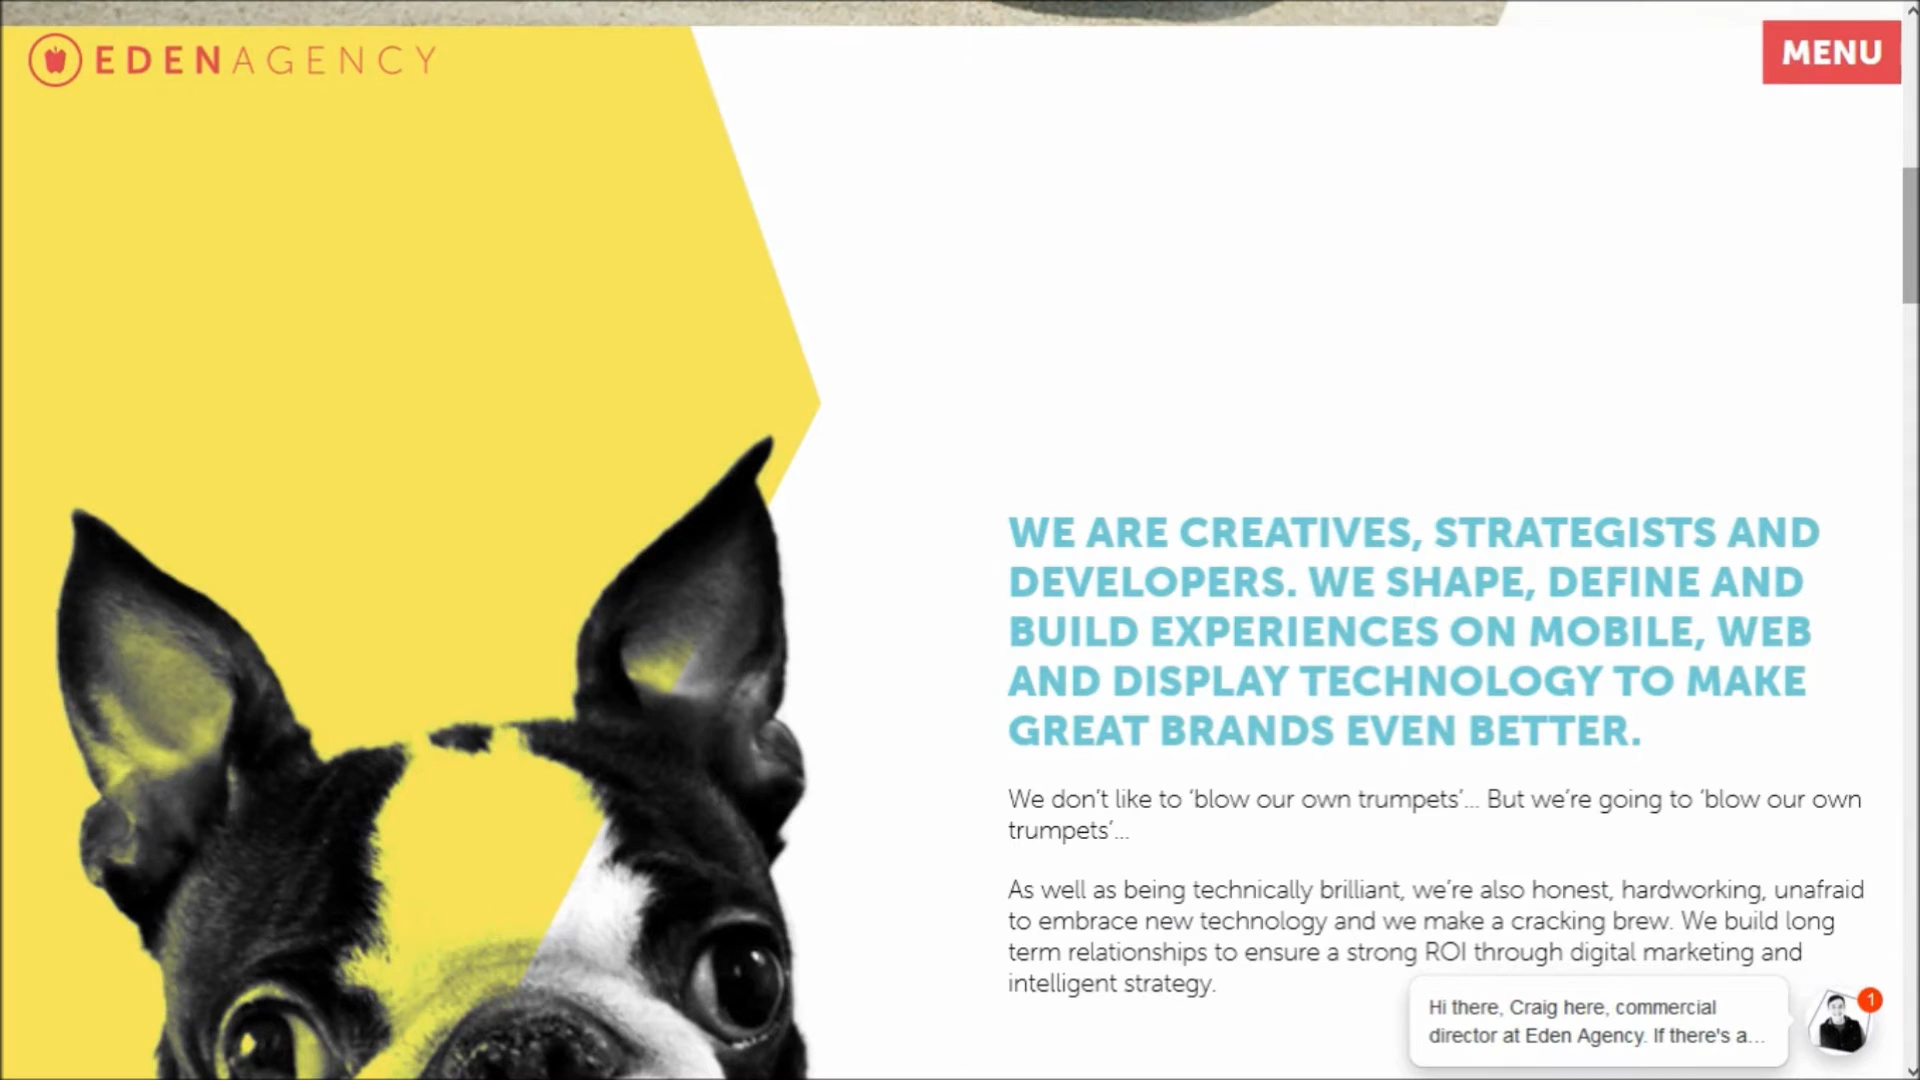 EDENAGENCY
MENU
WE ARE CREATIVES, STRATEGISTS AND
DEVELOPERS. WE SHAPE, DEFINE AND
BUILD EXPERIENCES ON MOBILE, WEB
AND DISPLAY TECHNOLOGY TO MAKE
GREAT BRANDS EVEN BETTER.
We don’t like to ‘blow our own trumpets’... But we’re going to ‘blow our own
trumpets’...
As well as being technically brilliant, we’re also honest, hardworking, unafraid
to embrace new technology and we make a cracking brew. We build long
term relationships to ensure a strong ROI through digital marketing and
intelligent strategy.
Hi there, Craig here, commercial
director at Eden Agency. If there's a...
1